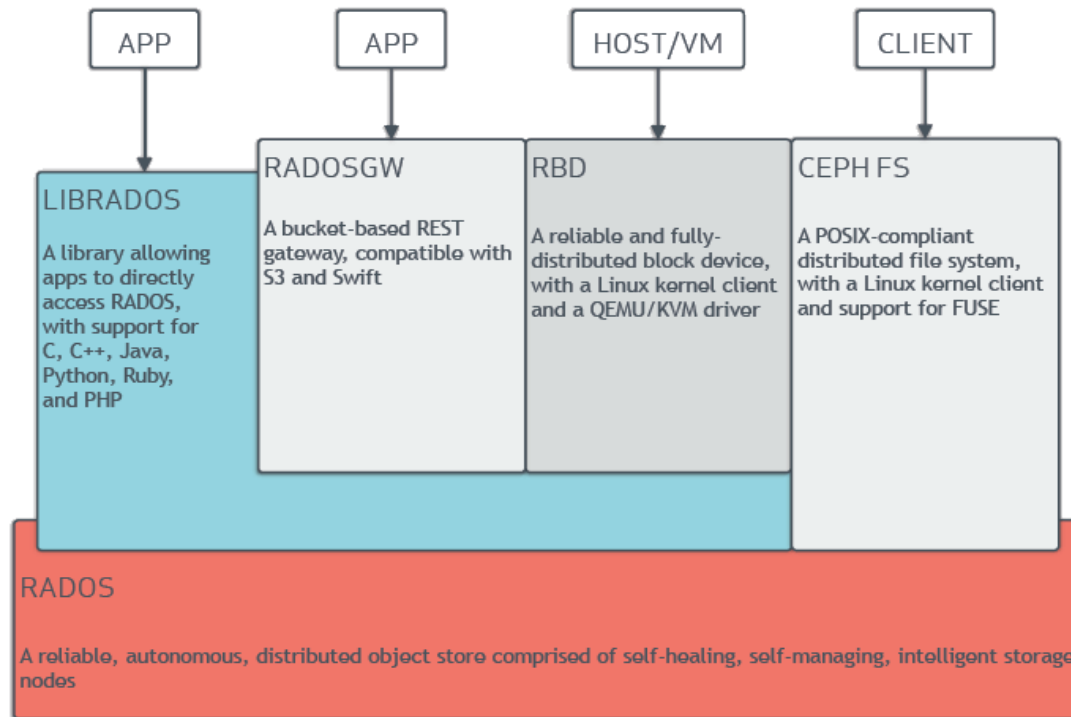 APP
APP
HOST/VM
CLIENT
LIBRADOS
A library allowing
apps to directly
access RADOS,
with support for
C, C++, Java,
Python, Ruby,
and PHP
RADOSGW
A bucket-based REST
gateway, compatible with
S3 and Swift
RBD
A reliable and fully-
distributed block device,
with a Linux kernel client
and a QEMU/KVM driver
CEPH FS
A POSIX-compliant
distributed file system,
with a Linux kernel client
and support for FUSE
RADOS
A reliable, autonomous, distributed object store comprised of self-healing, self-managing, intelligent storage
nodes